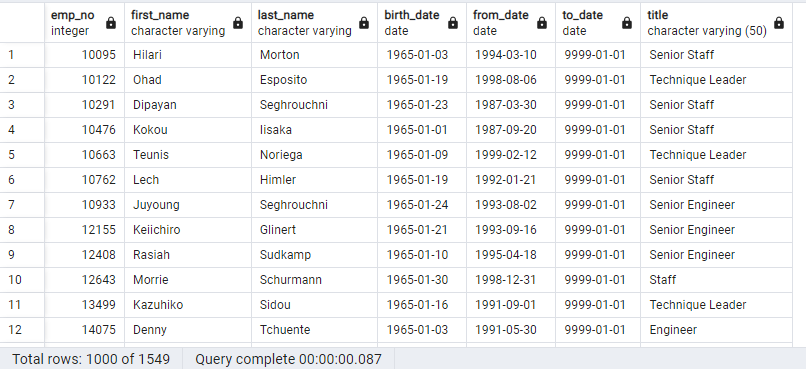 emp_no first_name last_name birth_date from_date to_date title
integer character varying character varying date date date character varying (50)
1 10095 Hilari Morton 1965-01-03 1994-03-10 9999-01-01 Senior Staff
2 10122 Ohad Esposito 1965-01-19 1998-08-06 9999-01-01 Technique Leader
3 10291 Dipayan Seghrouchni 1965-01-23 1987-03-30 9999-01-01 Senior Staff
4 10476 Kokou Iisaka 1965-01-01 1987-09-20 9999-01-01 Senior Staff
5 10663 Teunis Noriega 1965-01-09 1999-02-12 9999-01-01 Technique Leader
6 10762 Lech Himler 1965-01-19 1992-01-21 9999-01-01 Senior Staff
7 10933 Juyoung Seghrouchni 1965-01-24 1993-08-02 9999-01-01 Senior Engineer
8 12155 Keiichiro Glinert 1965-01-21 1993-09-16 9999-01-01 Senior Engineer
9 12408 Rasiah Sudkamp 1965-01-10 1995-04-18 9999-01-01 Senior Engineer
10 12643 Morrie Schurmann 1965-01-30 1998-12-31 9999-01-01 Staff
11 13499 Kazuhiko Sidou 1965-01-16 1991-09-01 9999-01-01 Technique Leader
12 14075 Denny Tchuente 1965-01-03 1991-05-30 9999-01-01 Engineer
Total rows: 1000 of 1549 Query complete 00:00:00.087